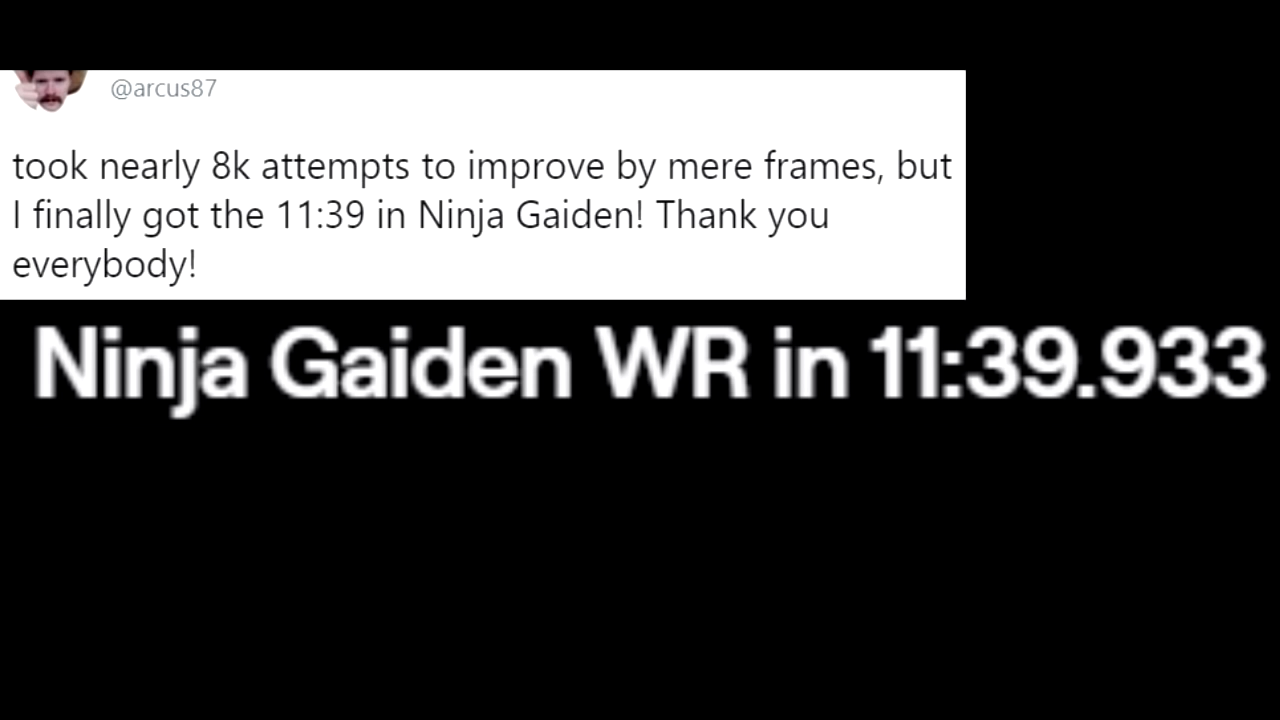 @arcus87
took nearly 8k attempts to improve by mere frames, but
I finally got the 11:39 in Ninja Gaiden! Thank you
everybody!
Ninja Gaiden WR in 11:39.933